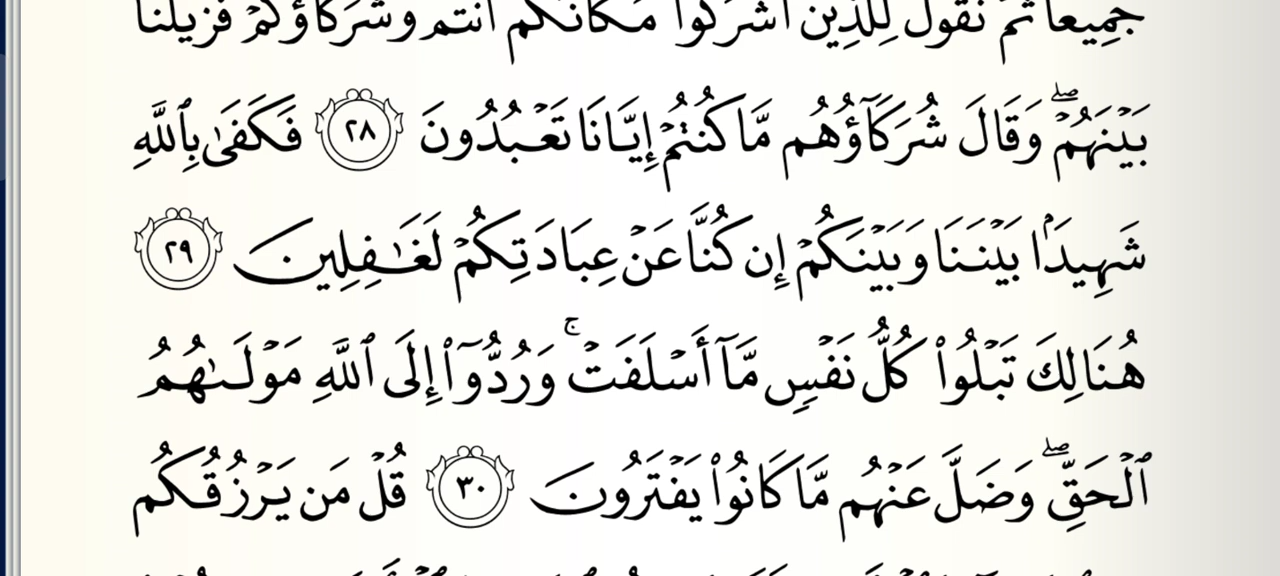 جَمِيعًا ثُمَّ نَقُولُ لِلَّذِينَ أَشْرَكُوا۟ مَكَانَكُمْ أَنتُمْ وَشُرَكَآؤُكُمْ فَزَيَّلْنَا
بَيْنَهُمْ ۖ وَقَالَ شُرَكَآؤُهُم مَّا كُنتُمْ إِيَّانَا تَعْبُدُونَ ٢٨ فَكَفَىٰ بِٱللَّهِ
شَهِيدًۢا بَيْنَنَا وَبَيْنَكُمْ إِن كُنَّا عَنْ عِبَادَتِكُمْ لَغَـٰفِلِينَ ٢٩
هُنَالِكَ تَبْلُوا۟ كُلُّ نَفْسٍ مَّآ أَسْلَفَتْ ۚ وَرُدُّوٓا۟ إِلَى ٱللَّهِ مَوْلَىٰهُمُ
ٱلْحَقِّ ۖ وَضَلَّ عَنْهُم مَّا كَانُوا۟ يَفْتَرُونَ ٣٠ قُلْ مَن يَرْزُقُكُم